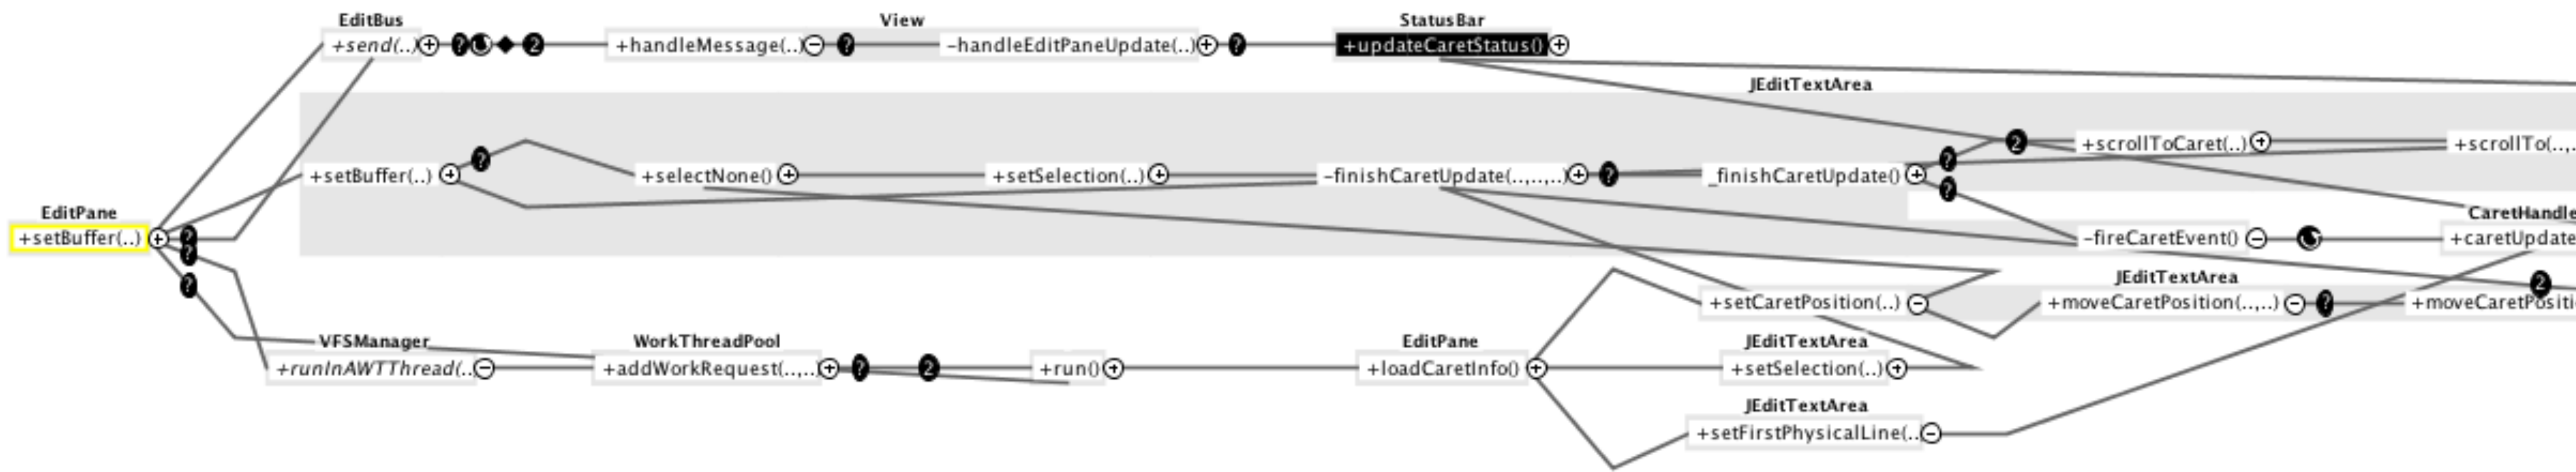 EditBus
View
StatusBar
+send(..)
+handleMessage(..)
-handleEditPaneUpdate(..)
+updateCaretStatus()
? 2 ? ?
JEditTextArea
2
+scrollToCaret(..)
+scrollTo(..,.
? ?
+setBuffer(..)
+selectNone()
+setSelection(..)
-finishCaretUpdate(..,..,..)
?
_finishCaretUpdate()
?
EditPane
CaretHandle
+setBuffer(..)
?
-fireCaretEvent()
+caretUpdate
?
JEditTextArea
? 2
+setCaretPosition(..)
+moveCaretPosition(..,..)
?
+moveCaretPositi
VFSManager
WorkThreadPool
EditPane
JEditTextArea
+runInAWTThread(..
+addWorkRequest(..,..
? 2
+run()
+loadCaretInfo()
+setSelection(..)
JEditTextArea
+setFirstPhysicalLine(..